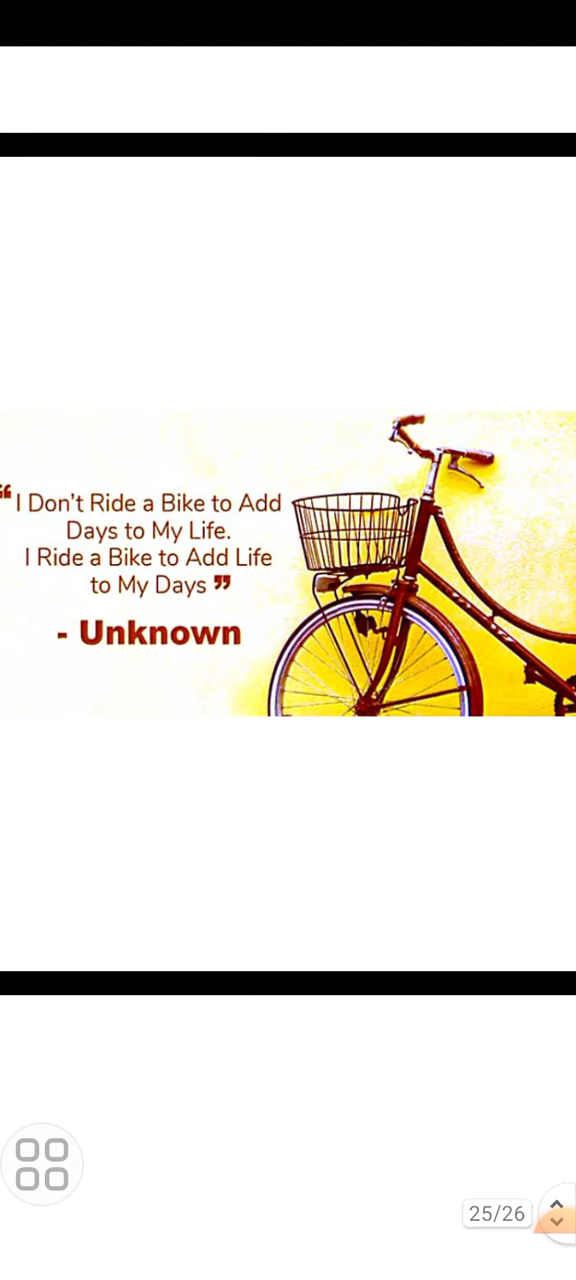 “ I Don't Ride a Bike to Add
Days to My Life.
I Ride a Bike to Add Life
to My Days ”
- Unknown
25/26